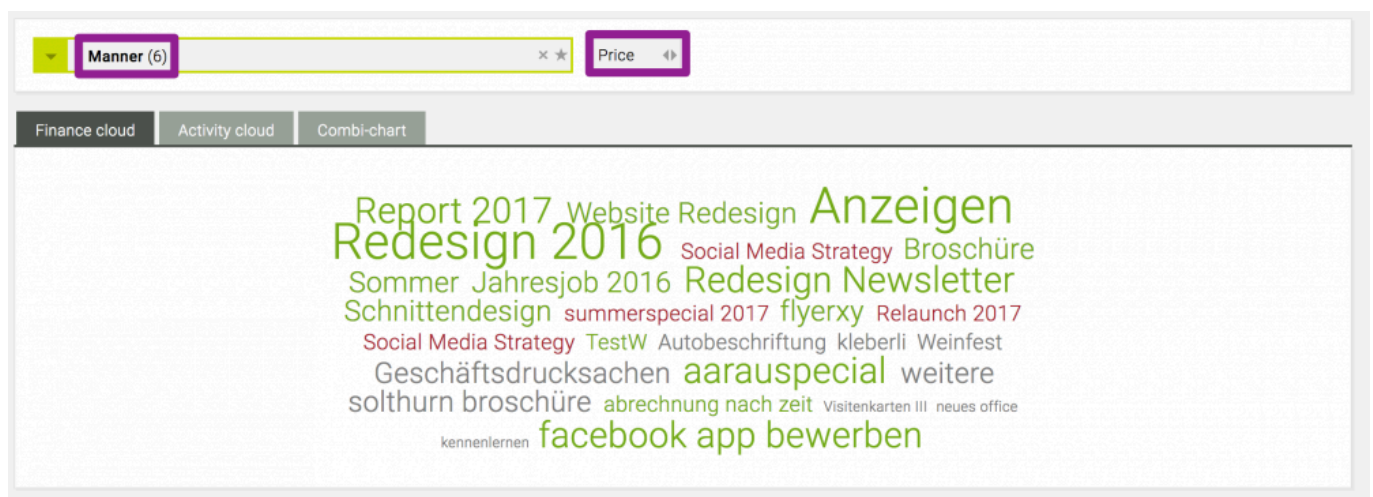 Manner (6) × ★ Price
Finance cloud Activity cloud Combi-chart
Report 2017 Website Redesign Anzeigen
Redesign 2016 Social Media Strategy Broschüre
Sommer Jahresjob 2016 Redesign Newsletter
Schnittendesign summerspecial 2017 flyerxy Relaunch 2017
Social Media Strategy TestW Autobeschriftung kleberli Weinfest
Geschäftsdrucksachen aarauspecial weitere
solthurn broschüre abrechnung nach zeit Visitenkarten III neues office
kennenlernen facebook app bewerben